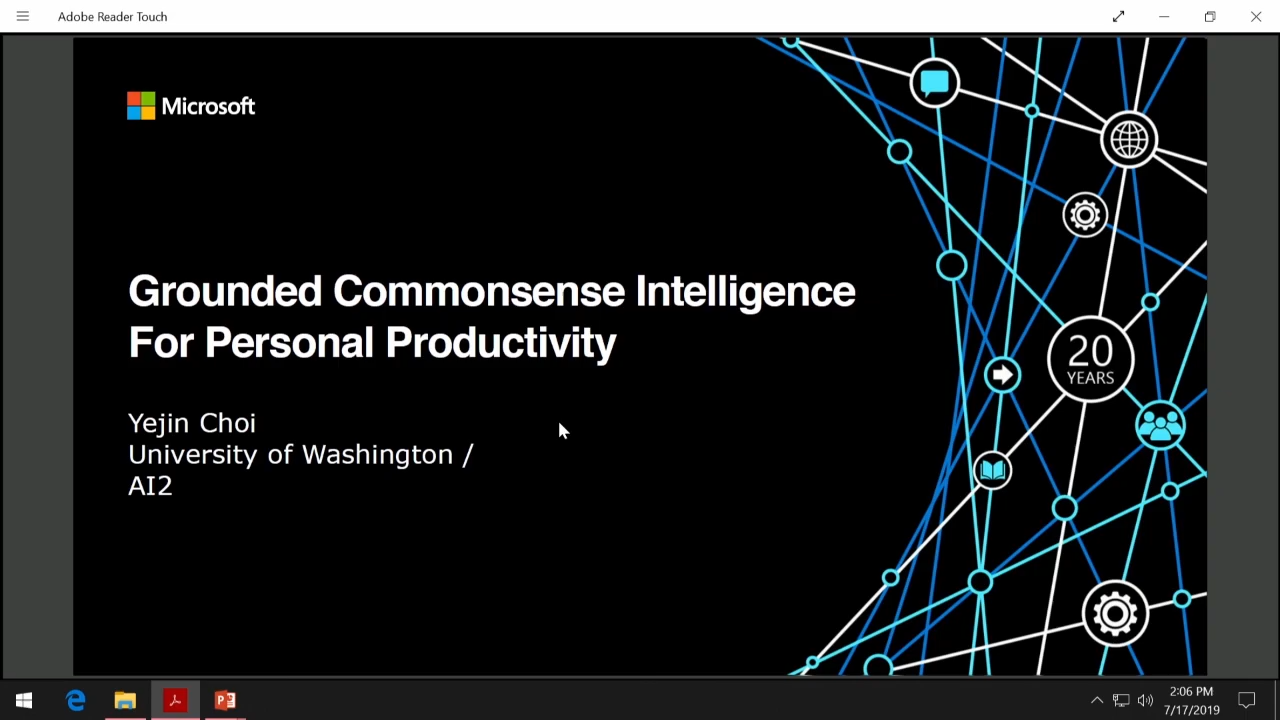 Adobe Reader Touch
Microsoft
Grounded Commonsense Intelligence
For Personal Productivity
Yejin Choi
University of Washington /
AI2
20
YEARS
2:06 PM
7/17/2019